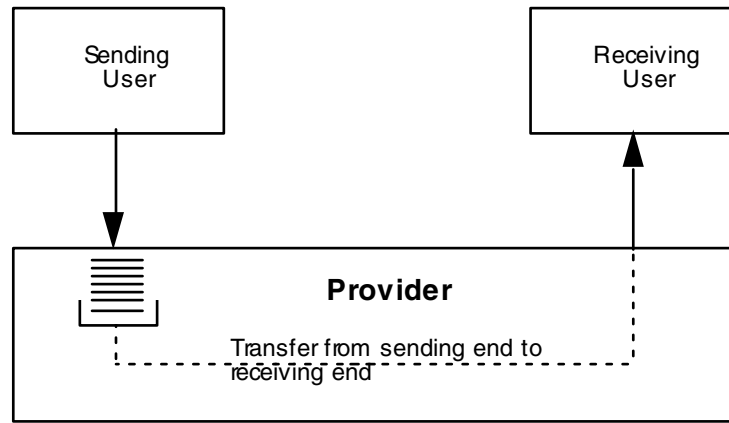 Sending
User
Receiving
User
Provider
Transfer from sending end to
receiving end